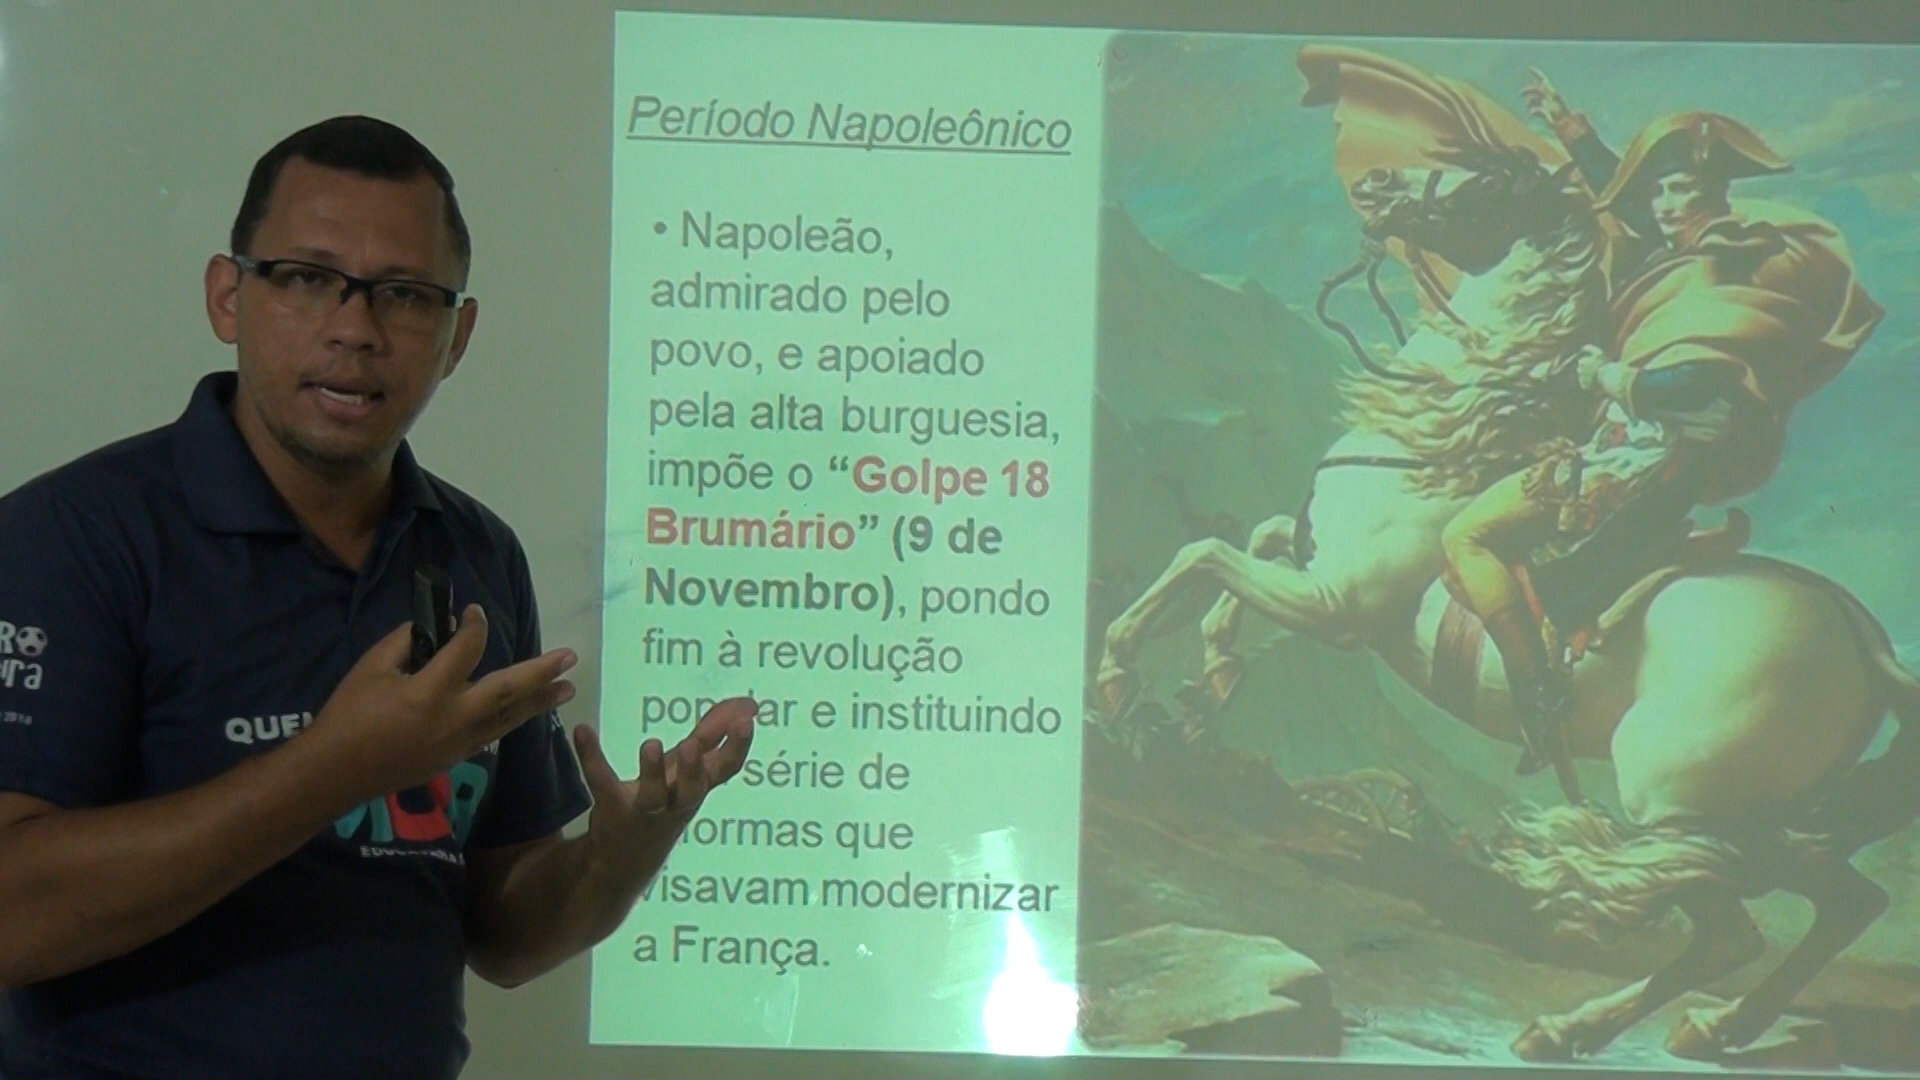 Período Napoleônico
• Napoleão,
admirado pelo
povo, e apoiado
pela alta burguesia,
impõe o “Golpe 18
Brumário” (9 de
Novembro), pondo
fim à revolução
e instituindo
série de
que
visavam modernizar
a França.